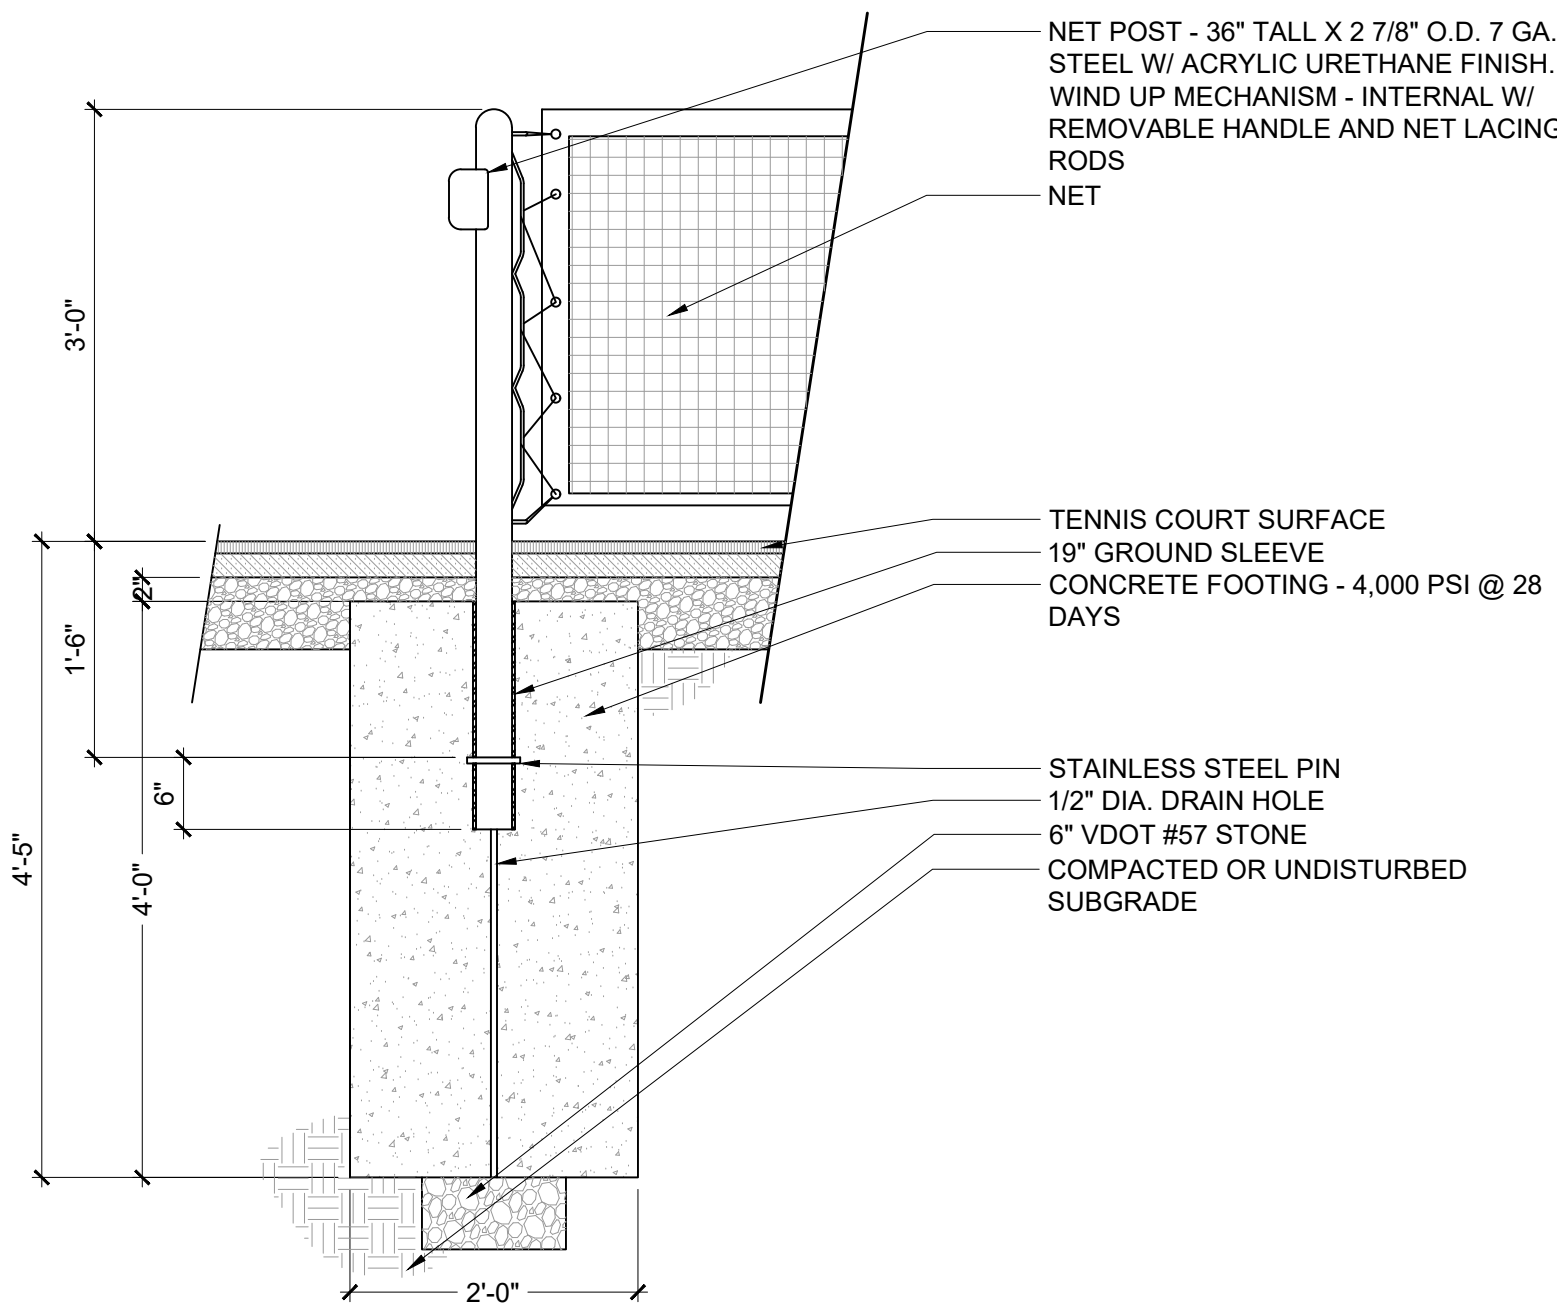 NET POST - 36" TALL X 2 7/8" O.D. 7 GA.
STEEL W/ ACRYLIC URETHANE FINISH.
WIND UP MECHANISM - INTERNAL W/
REMOVABLE HANDLE AND NET LACING
RODS
NET
3'-0"
TENNIS COURT SURFACE
19" GROUND SLEEVE
CONCRETE FOOTING - 4,000 PSI @ 28
DAYS
2"
1'-6"
STAINLESS STEEL PIN
1/2" DIA. DRAIN HOLE
6" VDOT #57 STONE
COMPACTED OR UNDISTURBED
SUBGRADE
6"
4'-5"
4'-0"
2'-0"